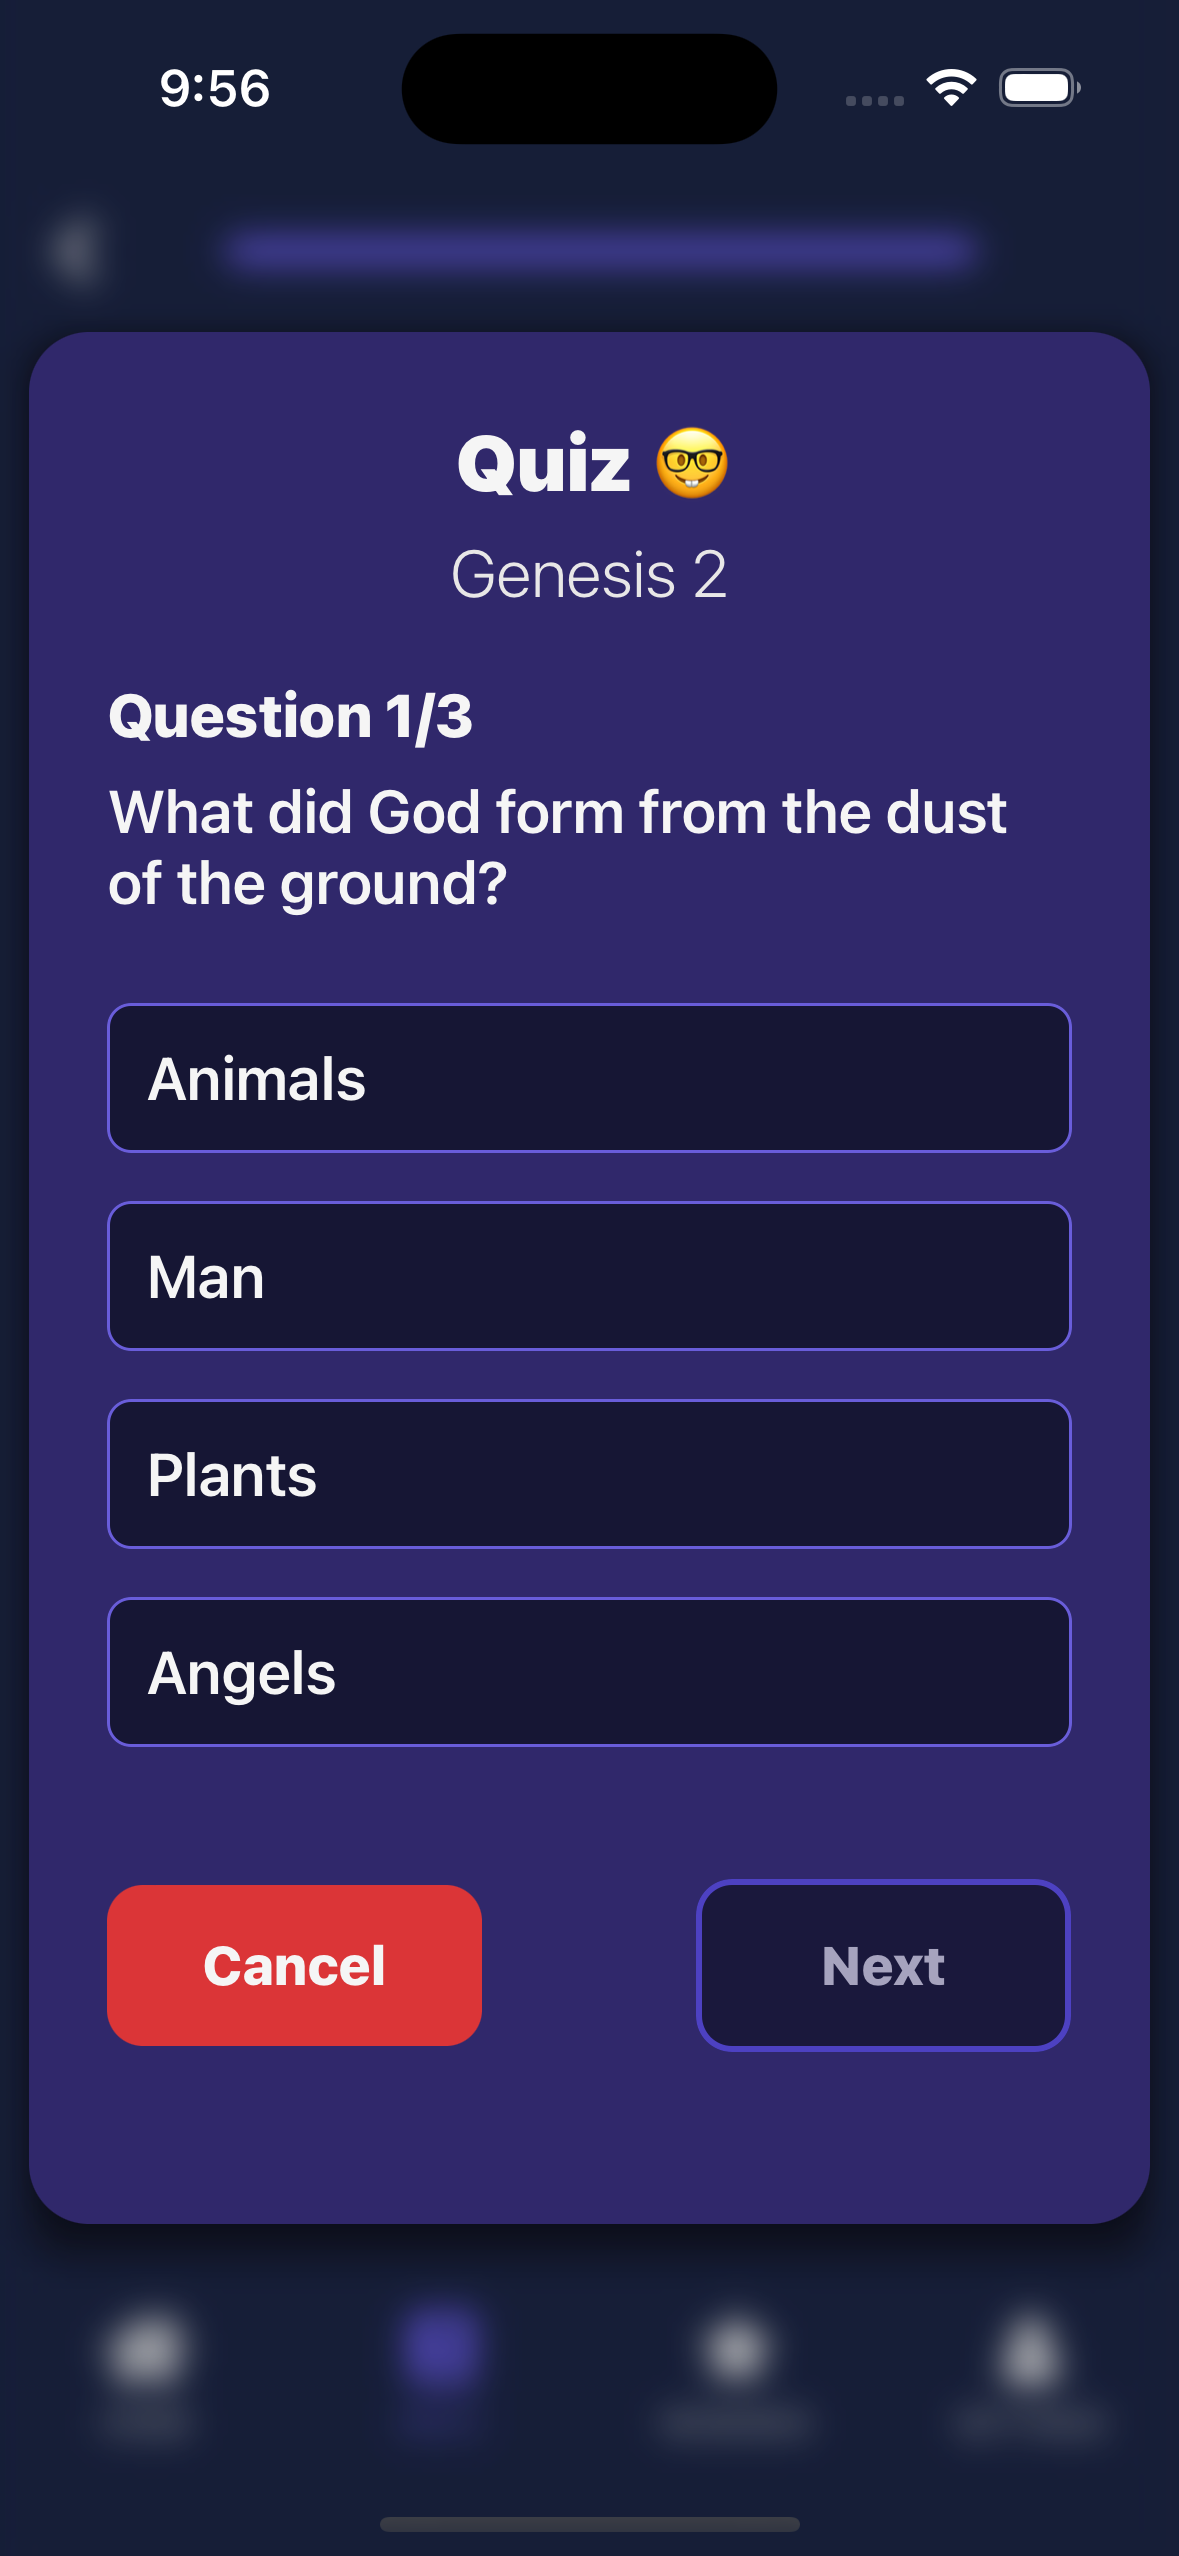 9:56
Quiz 🤓
Genesis 2
Question 1/3
What did God form from the dust
of the ground?
Animals
Man
Plants
Angels
Cancel
Next